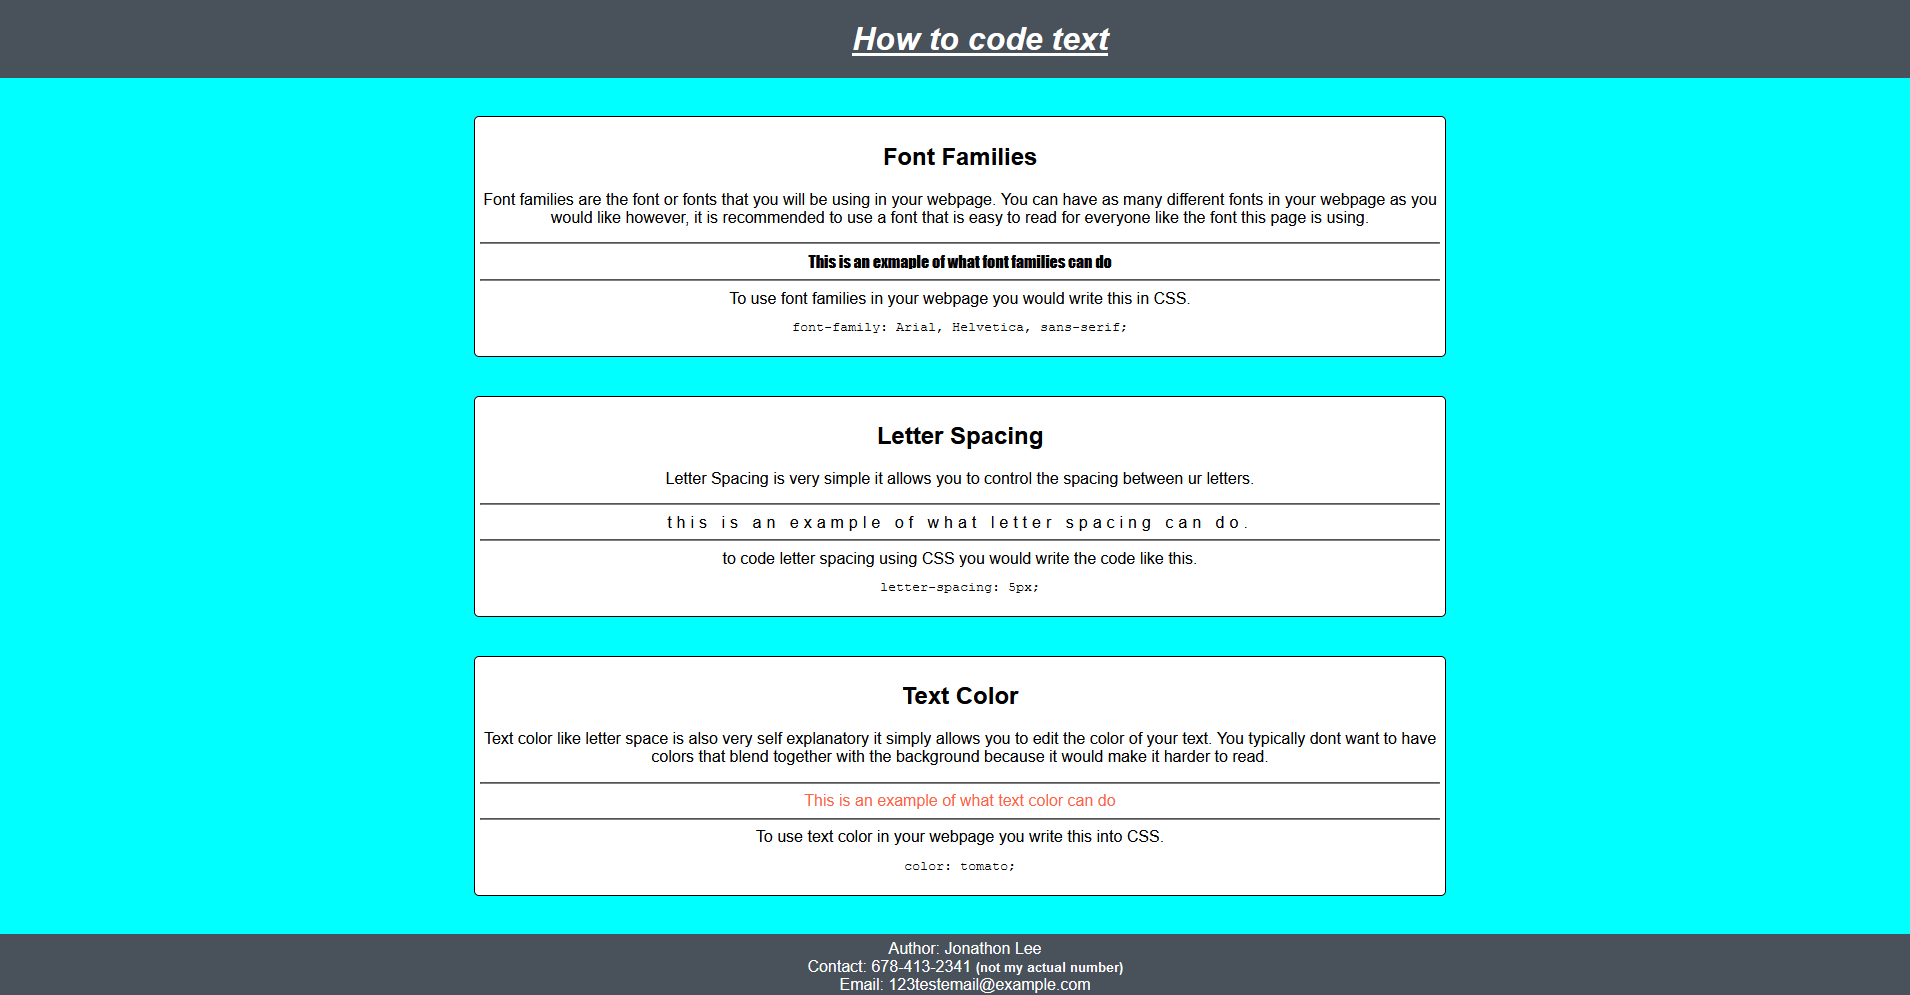 How to code text
Font Families
Font families are the font or fonts that you will be using in your webpage. You can have as many different fonts in your webpage as you
would like however, it is recommended to use a font that is easy to read for everyone like the font this page is using.
This is an exmaple of what font families can do
To use font families in your webpage you would write this in CSS.
font-family: Arial, Helvetica, sans-serif;
Letter Spacing
Letter Spacing is very simple it allows you to control the spacing between ur letters.
this is an example of what letter spacing can do.
to code letter spacing using CSS you would write the code like this.
letter-spacing: 5px;
Text Color
Text color like letter space is also very self explanatory it simply allows you to edit the color of your text. You typically dont want to have
colors that blend together with the background because it would make it harder to read.
This is an example of what text color can do
To use text color in your webpage you write this into CSS.
color: tomato;
Author: Jonathon Lee
Contact: 678-413-2341 (not my actual number)
Email: 123testemail@example.com